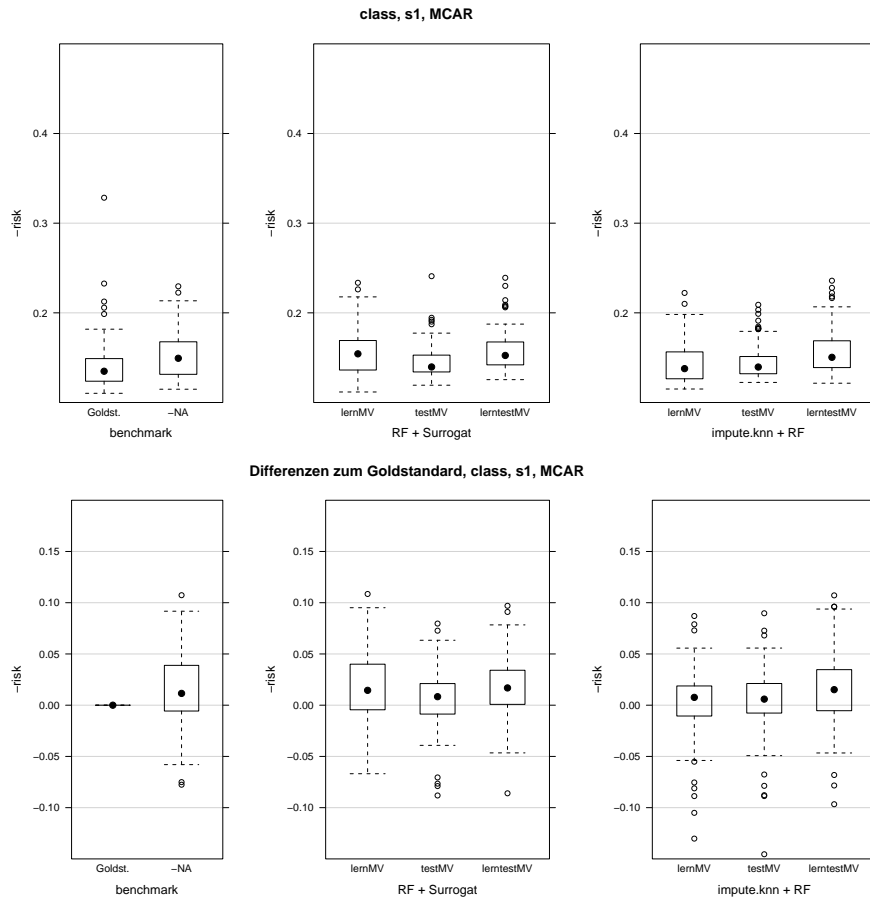 class, s1, MCAR
−risk
0.2
0.3
0.4
Goldst.
−NA
benchmark
−risk
0.2
0.3
0.4
lernMV
testMV
lerntestMV
RF + Surrogat
−risk
0.2
0.3
0.4
lernMV
testMV
lerntestMV
impute.knn + RF
Differenzen zum Goldstandard, class, s1, MCAR
−risk
−0.10
−0.05
0.00
0.05
0.10
0.15
Goldst.
−NA
benchmark
−risk
−0.10
−0.05
0.00
0.05
0.10
0.15
lernMV
testMV
lerntestMV
RF + Surrogat
−risk
−0.10
−0.05
0.00
0.05
0.10
0.15
lernMV
testMV
lerntestMV
impute.knn + RF